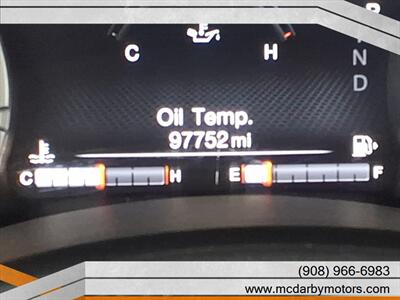 R
N
D
C H
Oil Temp.
97752 mi
C H E F
(908) 966-6983
www.mcdarbymotors.com